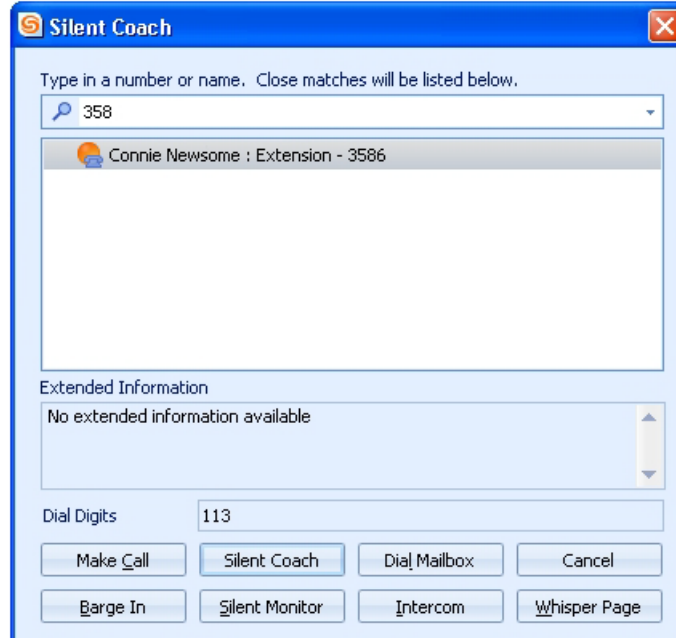 Silent Coach
Type in a number or name. Close matches will be listed below.
358
Connie Newsome : Extension - 3586
Extended Information
No extended information available
Dial Digits 113
Make Call Silent Coach Dial Mailbox Cancel
Barge In Silent Monitor Intercom Whisper Page